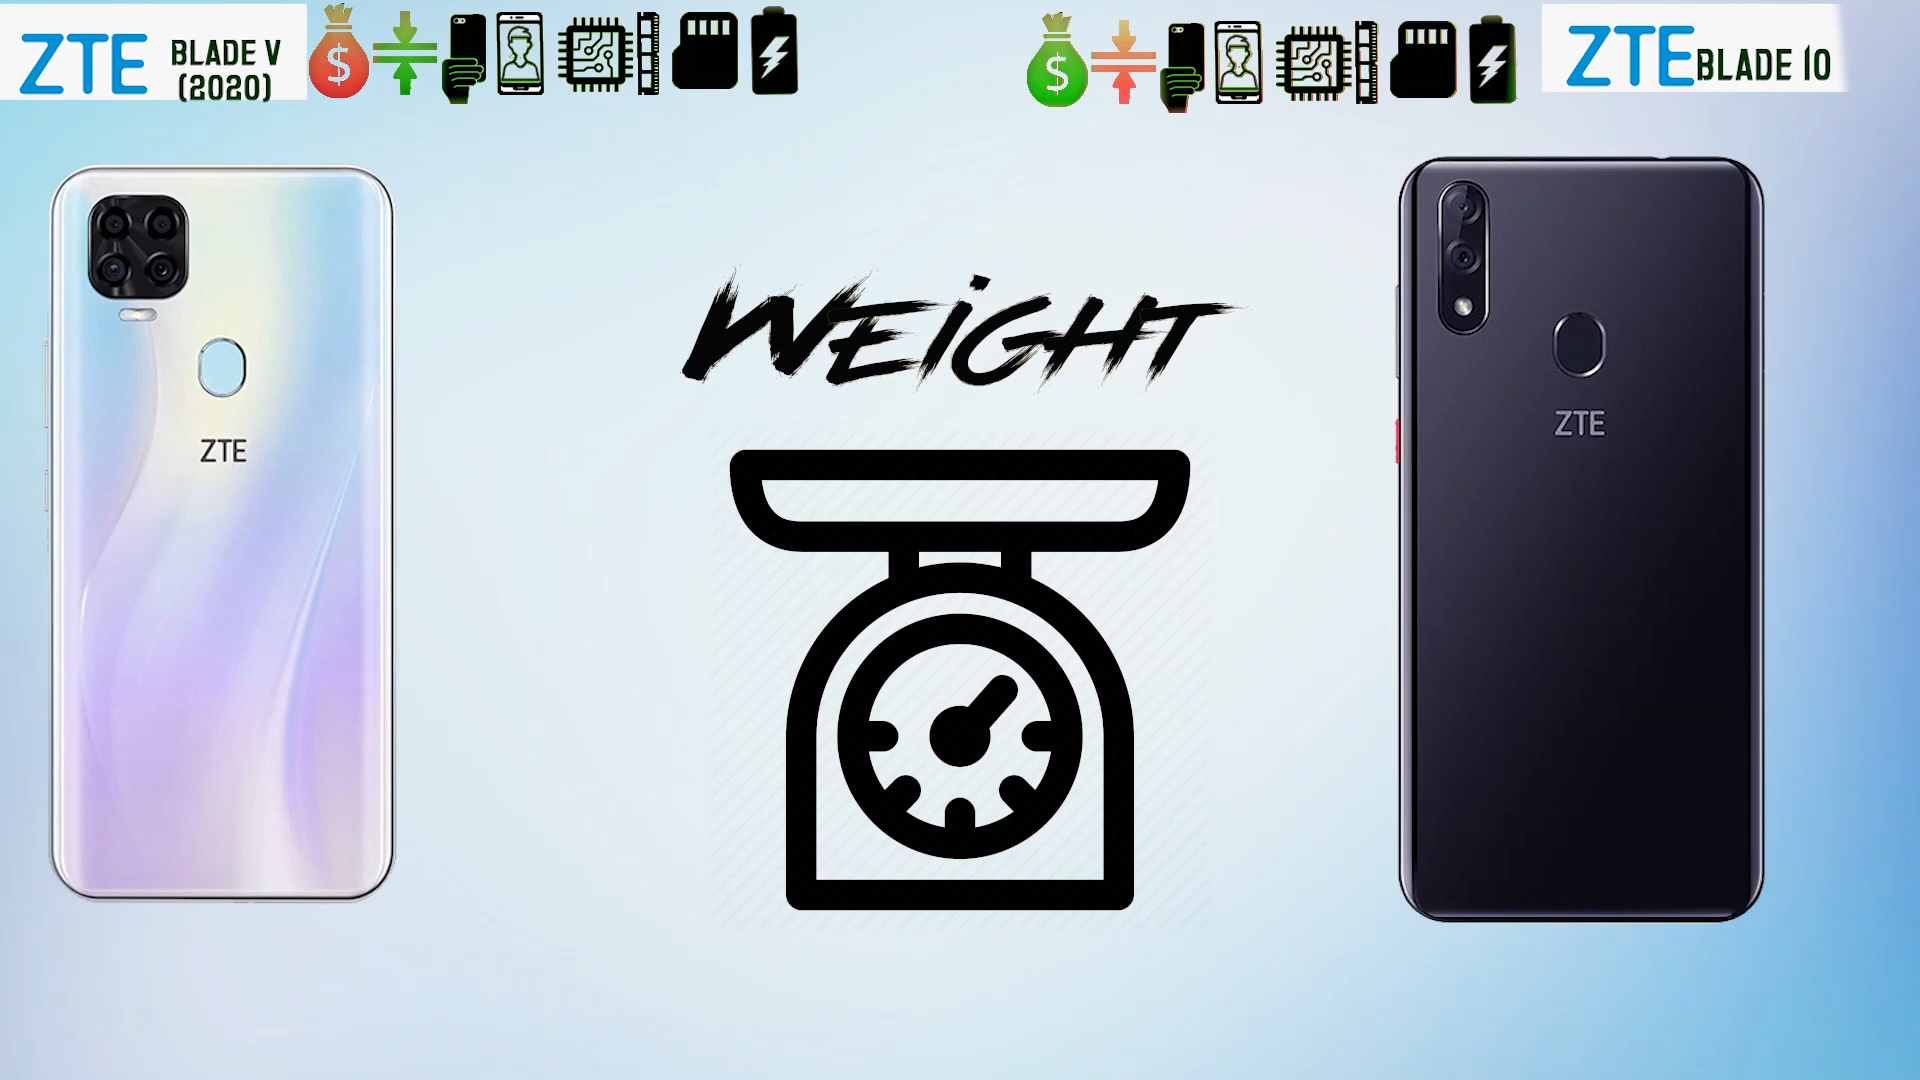 ZTE BLADE V
(2020)
$
$
ZTE BLADE 10
WEIGHT
ZTE
ZTE